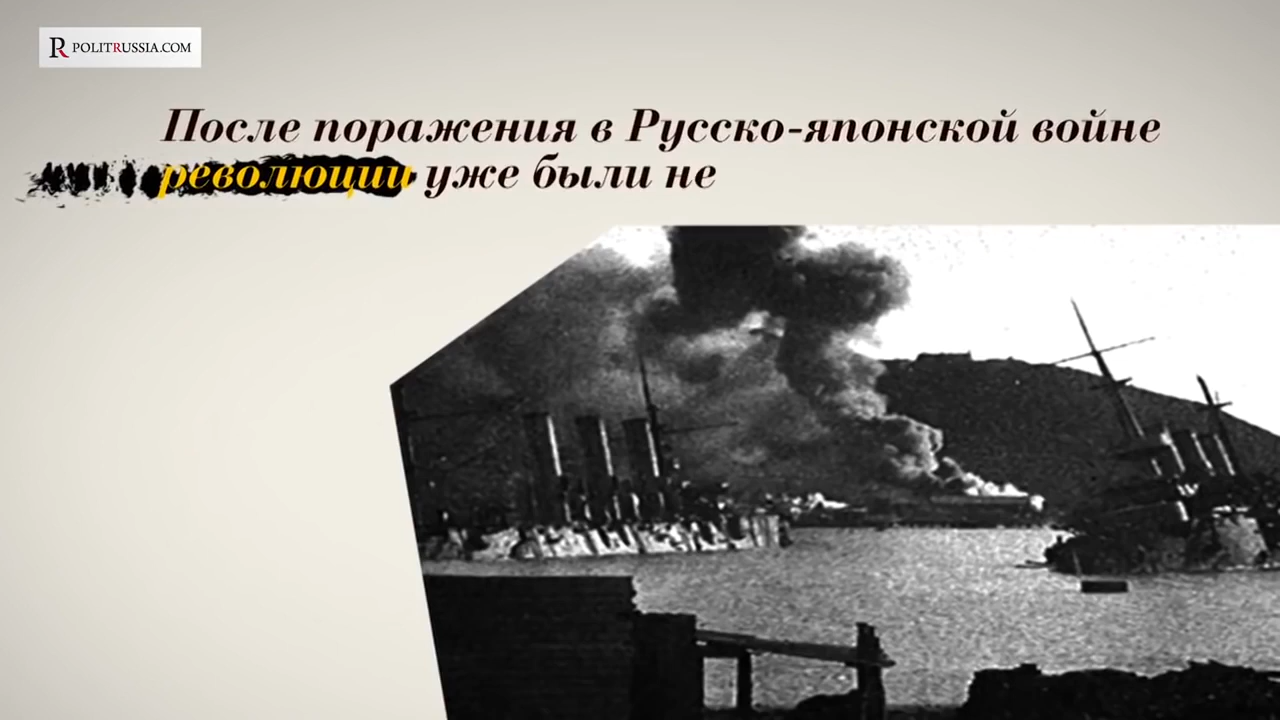 POLITRUSSIA.COM
После поражения в Русско-японской войне
революции уже были не